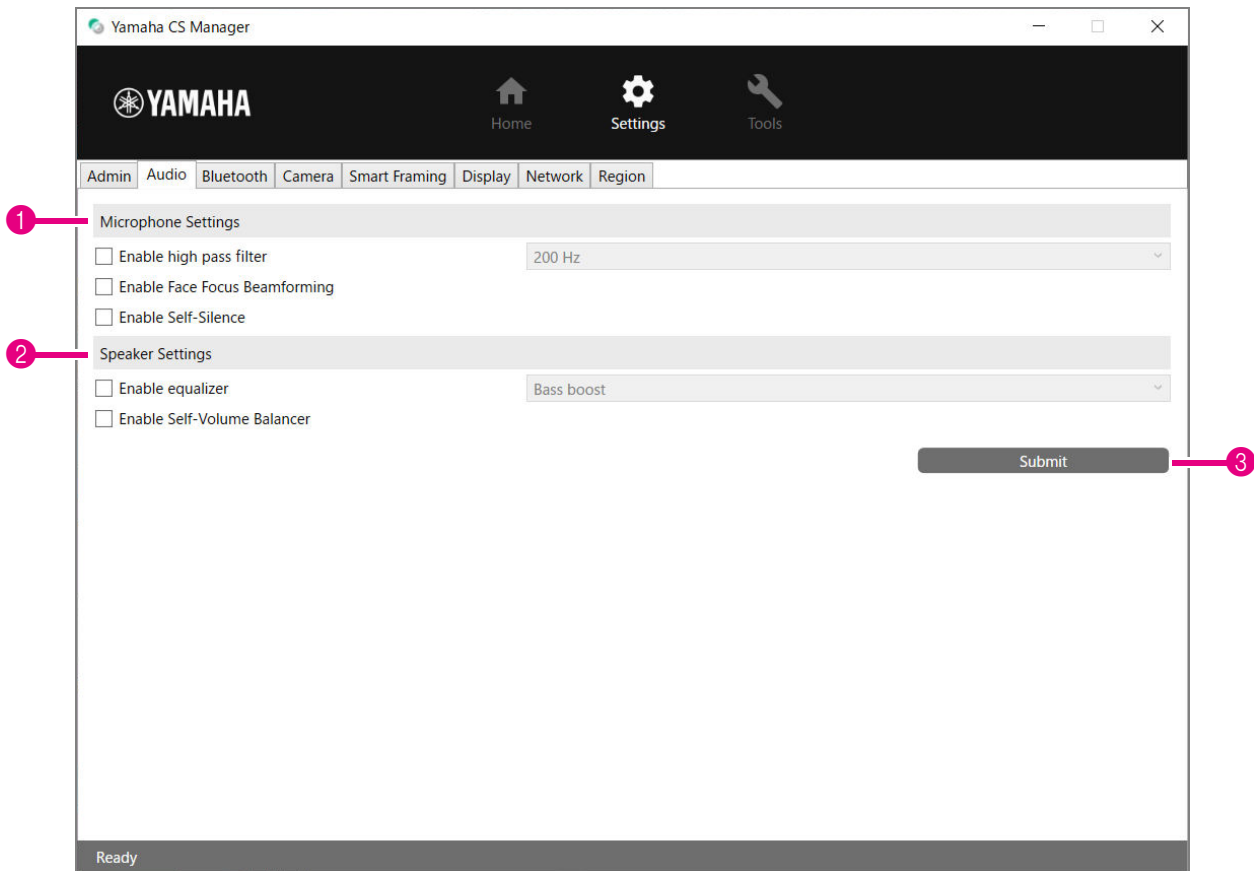 Yamaha CS Manager
YAMAHA
Home Settings Tools
Admin Audio Bluetooth Camera Smart Framing Display Network Region
1 Microphone Settings
Enable high pass filter 200 Hz
Enable Face Focus Beamforming
Enable Self-Silence
2 Speaker Settings
Enable equalizer Bass boost
Enable Self-Volume Balancer
Submit 3
Ready